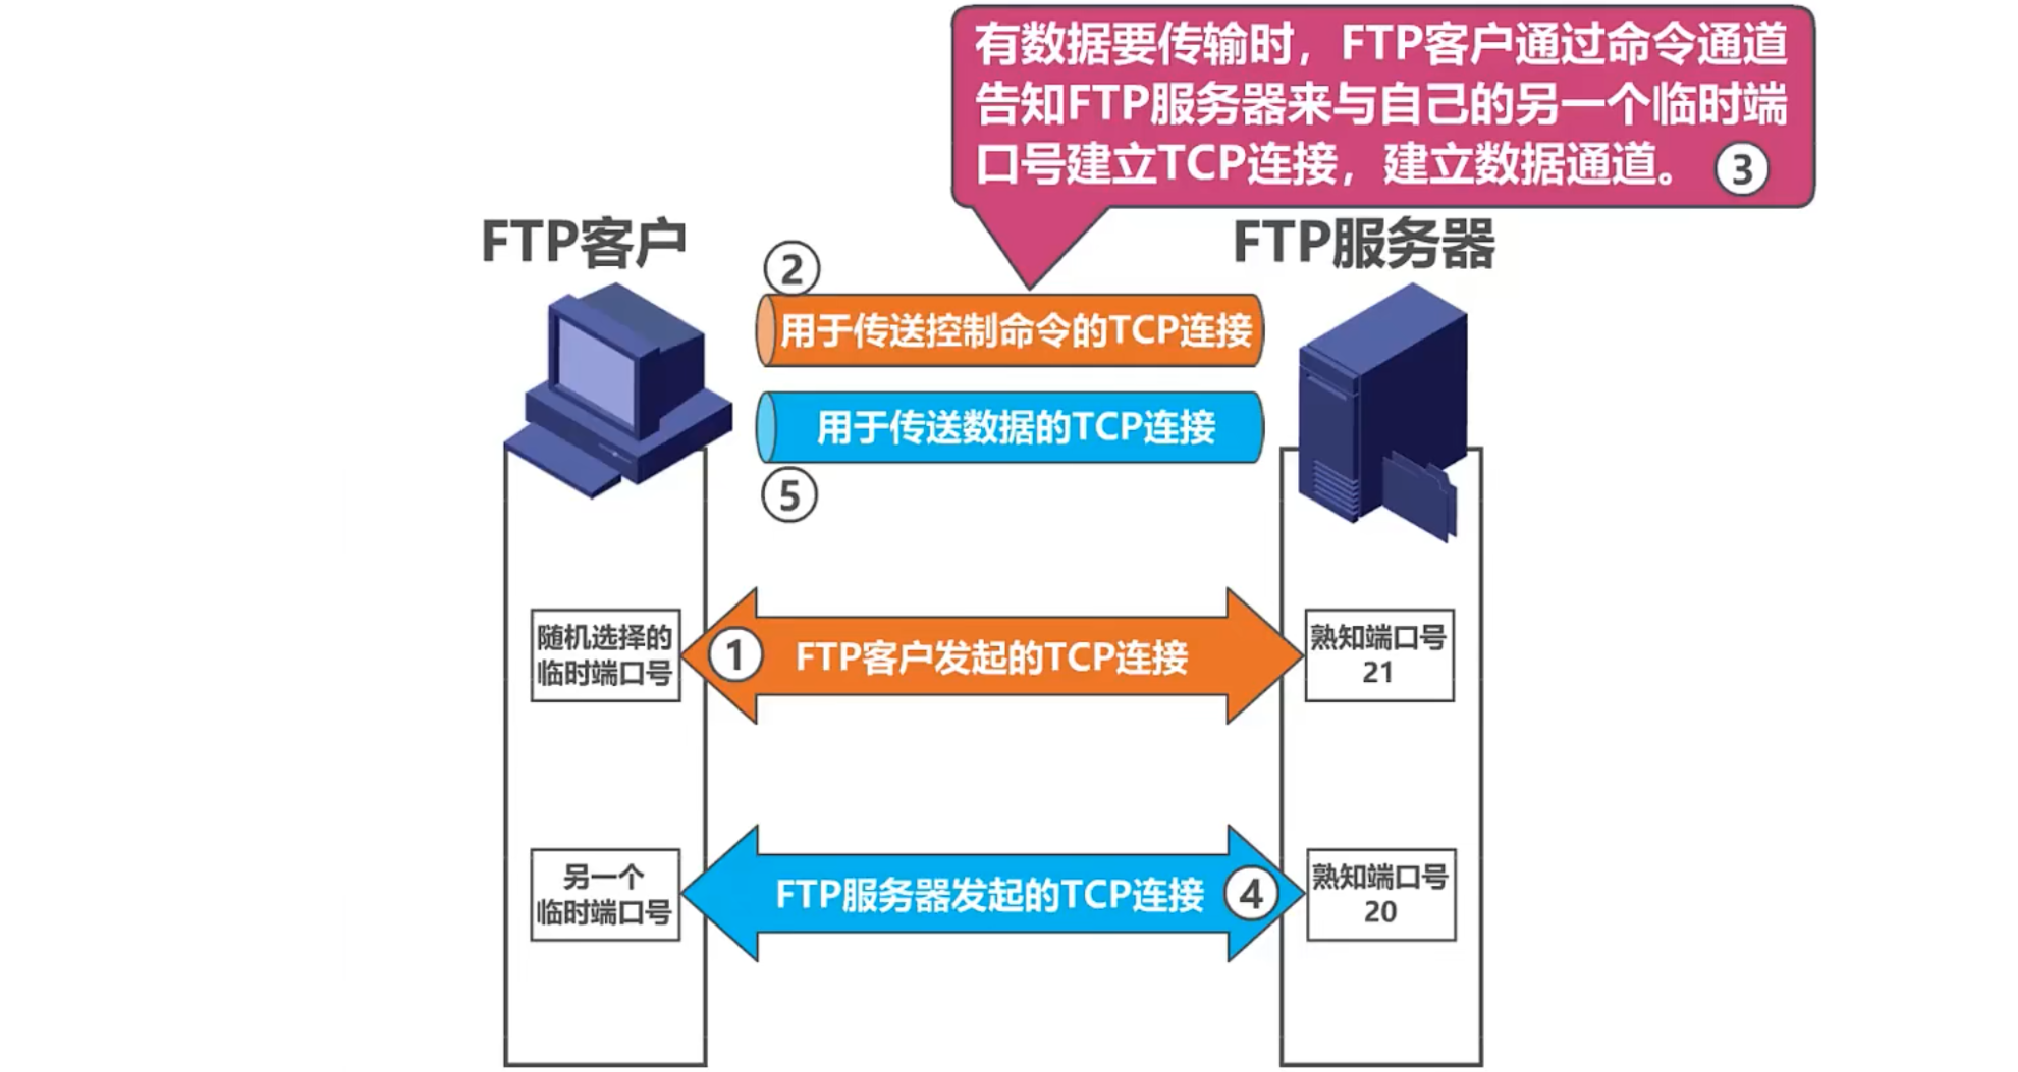 有数据要传输时，FTP客户通过命令通道
告知FTP服务器来与自己的另一个临时端
口号建立TCP连接，建立数据通道。 ③
FTP客户
FTP服务器
②
用于传送控制命令的TCP连接
用于传送数据的TCP连接
⑤
随机选择的
临时端口号
① FTP客户发起的TCP连接
熟知端口号
21
另一个
临时端口号
FTP服务器发起的TCP连接 ④
熟知端口号
20